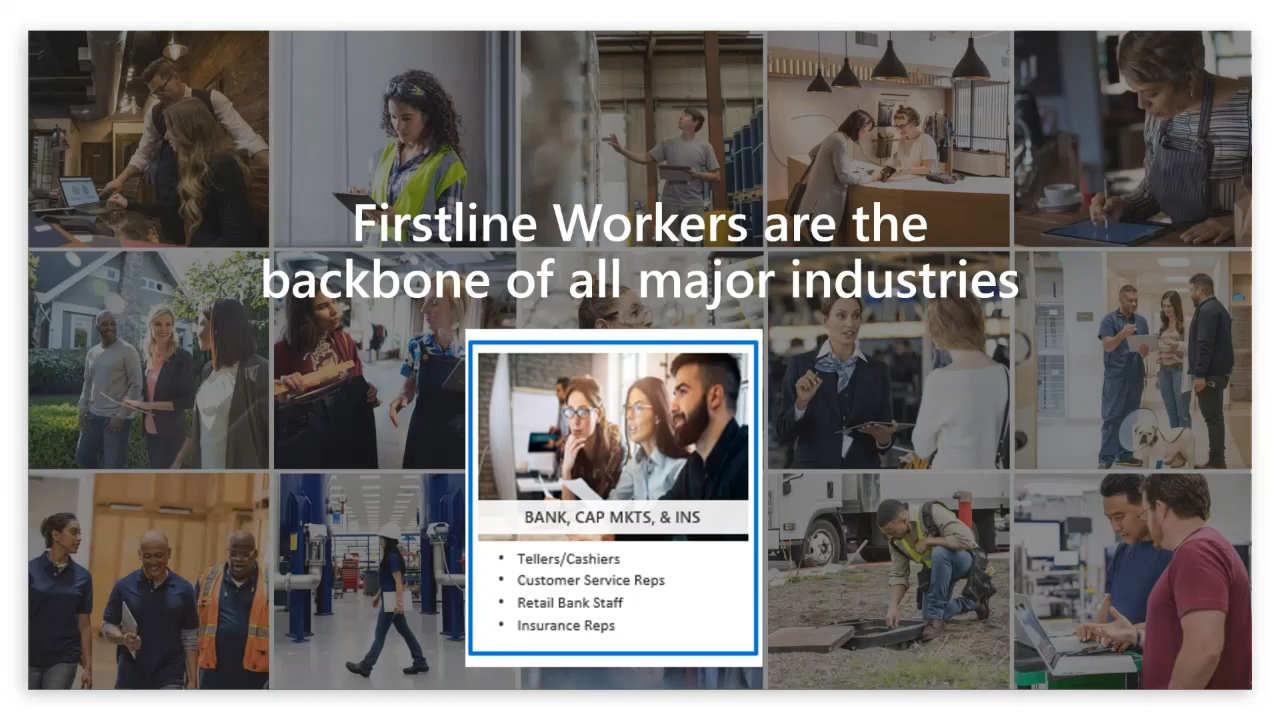 Firstline Workers are the
backbone of all major industries
BANK, CAP MKTS, & INS
• Tellers/Cashiers
• Customer Service Reps
• Retail Bank Staff
• Insurance Reps